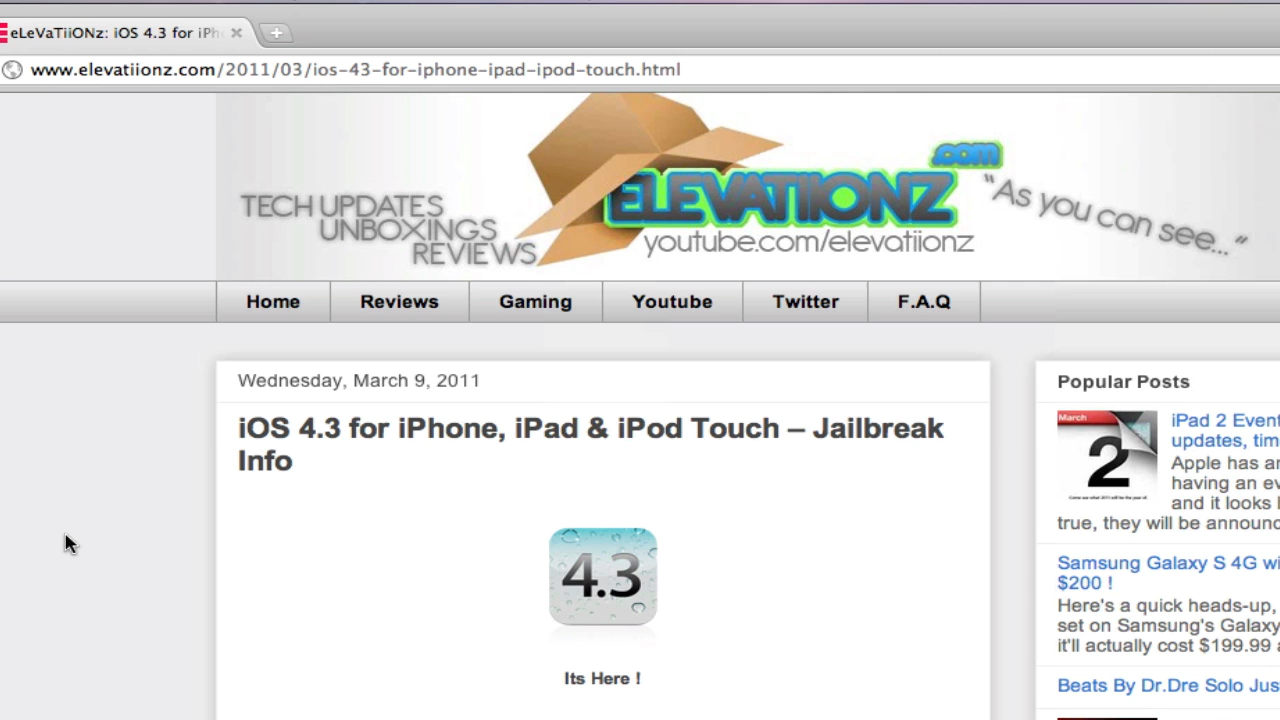 eLeVaTiiONz: iOS 4.3 for iPh
www.elevatiionz.com/2011/03/ios-43-for-iphone-ipad-ipod-touch.html
TECH UPDATES
UNBOXINGS
REVIEWS
ELEVATIIONZ
.com
youtube.com/elevatiionz
"As you can see..."
Home
Reviews
Gaming
Youtube
Twitter
F.A.Q
Wednesday, March 9, 2011
iOS 4.3 for iPhone, iPad & iPod Touch – Jailbreak
Info
4.3
Its Here !
Popular Posts
March
2
iPad 2 Event
updates, tim
Apple has an
having an ev
and it looks
true, they will be announc
Samsung Galaxy S 4G wi
$200 !
Here's a quick heads-up,
set on Samsung's Galaxy
it'll actually cost $199.99
Beats By Dr.Dre Solo Jus